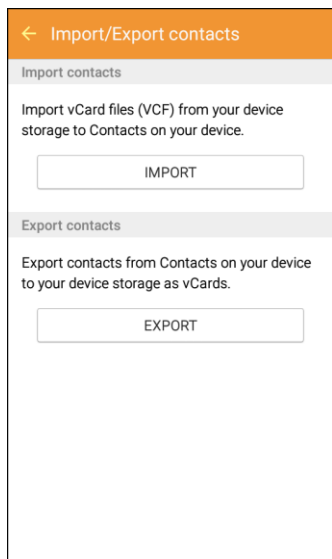 Import/Export contacts
Import contacts
Import vCard files (VCF) from your device
storage to Contacts on your device.
IMPORT
Export contacts
Export contacts from Contacts on your device
to your device storage as vCards.
EXPORT